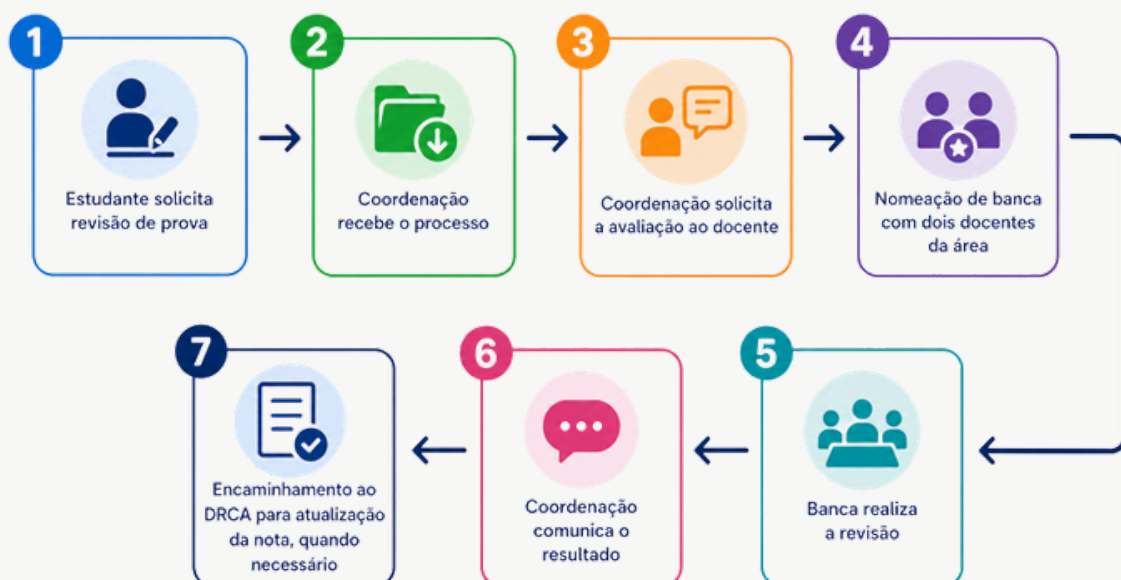 1
Estudante solicita
revisão de prova
2
Coordenação
recebe o processo
3
Coordenação solicita
a avaliação ao docente
4
Nomeação de banca
com dois docentes
da área
5
Banca realiza
a revisão
6
Coordenação
comunica o
resultado
7
Encaminhamento ao
DRCA para atualização
da nota, quando
necessário